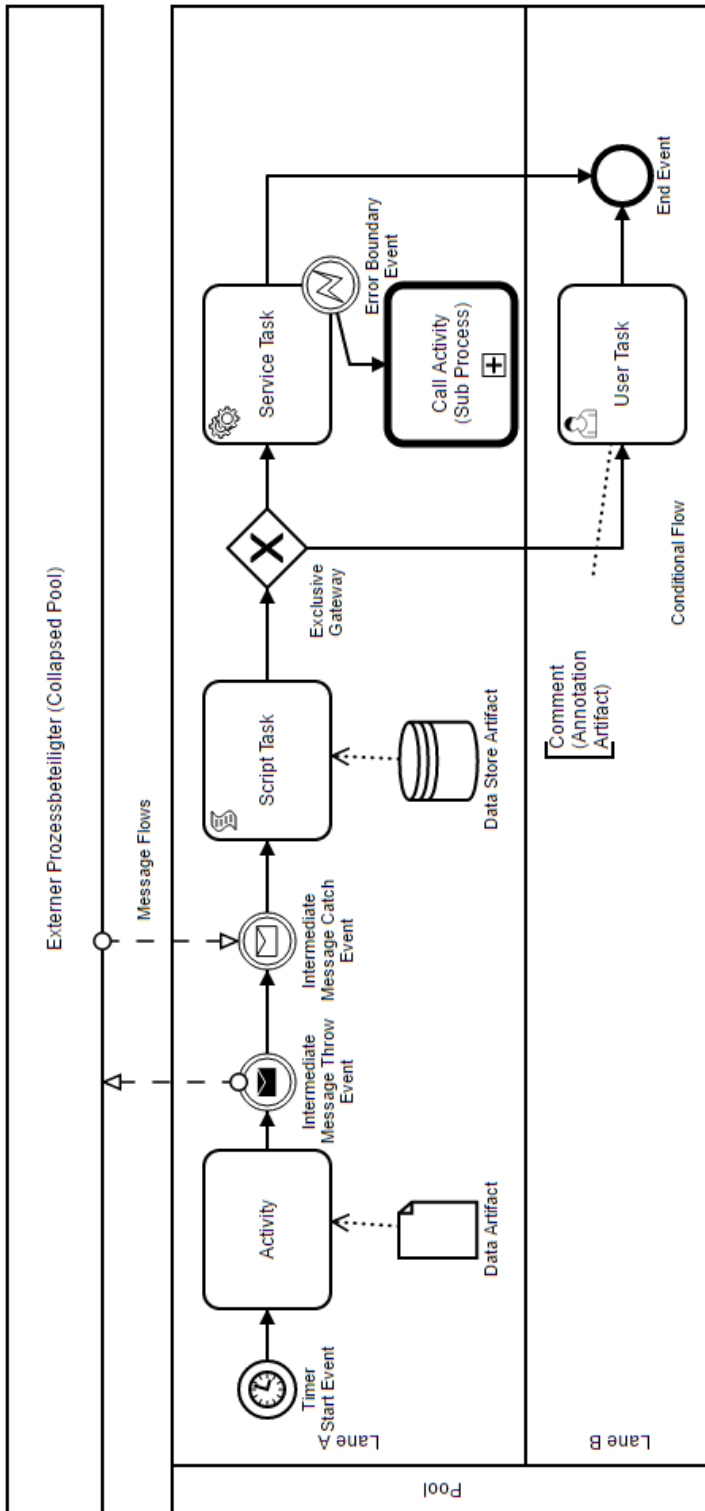 Externer Prozessbeteiligter (Collapsed Pool)
Message Flows
Pool
Lane A
Timer
Start Event
Activity
Data Artifact
Intermediate
Message Throw
Event
Intermediate
Message Catch
Event
Script Task
Data Store Artifact
Exclusive
Gateway
Service Task
Error Boundary
Event
Call Activity
(Sub Process)
Lane B
Comment
(Annotation
Artifact)
Conditional Flow
User Task
End Event